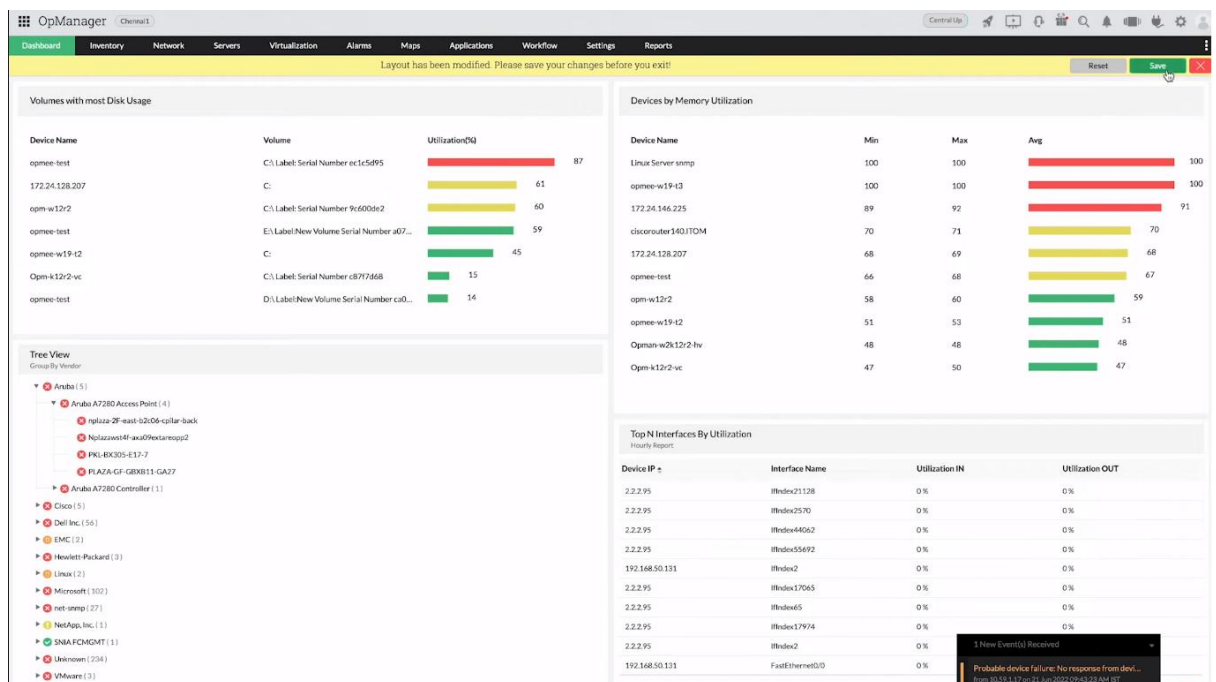 OpManager Chennai1
Central Up
Dashboard Inventory Network Servers Virtualization Alarms Maps Applications Workflow Settings Reports
Layout has been modified. Please save your changes before you exit!
Reset Save
Volumes with most Disk Usage
Device Name Volume Utilization(%)
opmee-test C:\ Label: Serial Number ec1c5d95 87
172.24.128.207 C: 61
opm-w12r2 C:\ Label: Serial Number 9c600de2 60
opmee-test E:\ Label:New Volume Serial Number a07... 59
opmee-w19-t2 C: 45
Opm-k12r2-vc C:\ Label: Serial Number c87f7d68 15
opmee-test D:\ Label:New Volume Serial Number ca0... 14
Tree View
Group By Vendor
Aruba ( 5 )
Aruba A7280 Access Point ( 4 )
nplaza-2F-east-b2c06-cpilar-back
Nplazawst4f-axa09extareopp2
PKL-BX305-E17-7
PLAZA-GF-GBXB11-GA27
Aruba A7280 Controller ( 1 )
Cisco ( 5 )
Dell Inc. ( 56 )
EMC ( 2 )
Hewlett-Packard ( 3 )
Linux ( 2 )
Microsoft ( 102 )
net-snmp ( 27 )
NetApp, Inc. ( 1 )
SNIA FCMGMT ( 1 )
Unknown ( 234 )
VMware ( 3 )
Devices by Memory Utilization
Device Name Min Max Avg
Linux Server snmp 100 100 100
opmee-w19-t3 100 100 100
172.24.146.225 89 92 91
ciscorouter140.ITOM 70 71 70
172.24.128.207 68 69 68
opmee-test 66 68 67
opm-w12r2 58 60 59
opmee-w19-t2 51 53 51
Opman-w2k12r2-hv 48 48 48
Opm-k12r2-vc 47 50 47
Top N Interfaces By Utilization
Hourly Report
Device IP Interface Name Utilization IN Utilization OUT
2.2.2.95 IfIndex21128 0 % 0 %
2.2.2.95 IfIndex2570 0 % 0 %
2.2.2.95 IfIndex44062 0 % 0 %
2.2.2.95 IfIndex55692 0 % 0 %
192.168.50.131 IfIndex2 0 % 0 %
2.2.2.95 IfIndex17065 0 % 0 %
2.2.2.95 IfIndex65 0 % 0 %
2.2.2.95 IfIndex17974 0 % 0 %
2.2.2.95 IfIndex2 0 %
192.168.50.131 FastEthernet0/0 0 %
1 New Event(s) Received
Probable device failure: No response from devi...
from 10.59.1.17 on 21 Jun 2022 09:43:23 AM IST